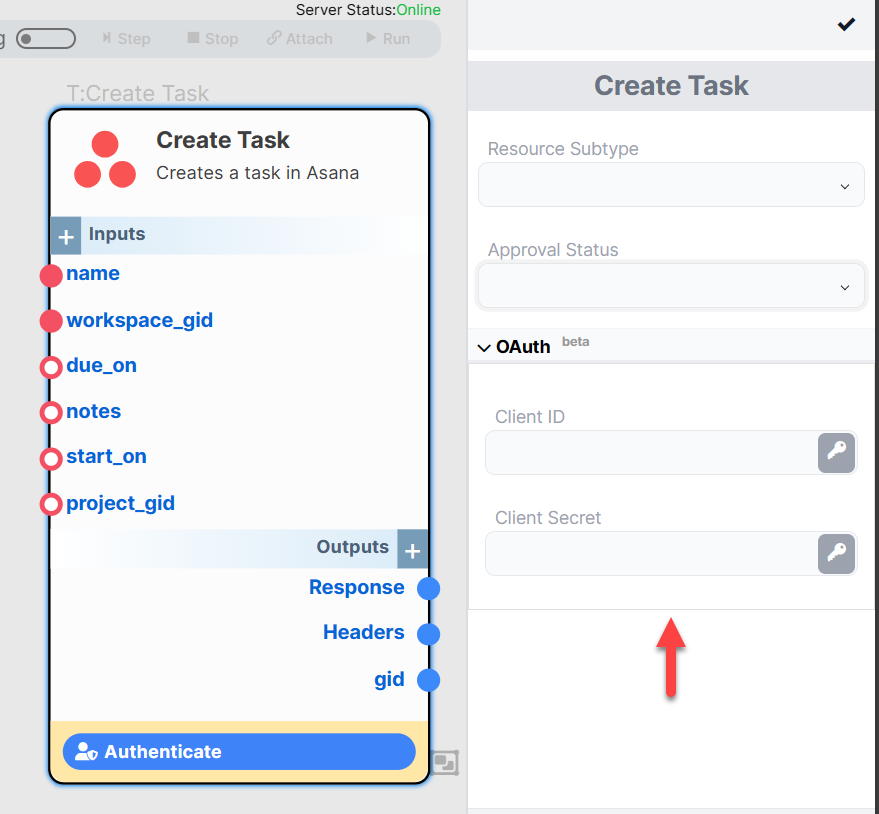 Server Status:Online
g
Step
Stop
Attach
Run
T:Create Task
Create Task
Creates a task in Asana
Inputs
name
workspace_gid
due_on
notes
start_on
project_gid
Outputs
Response
Headers
gid
Authenticate
Create Task
Resource Subtype
Approval Status
OAuth beta
Client ID
Client Secret